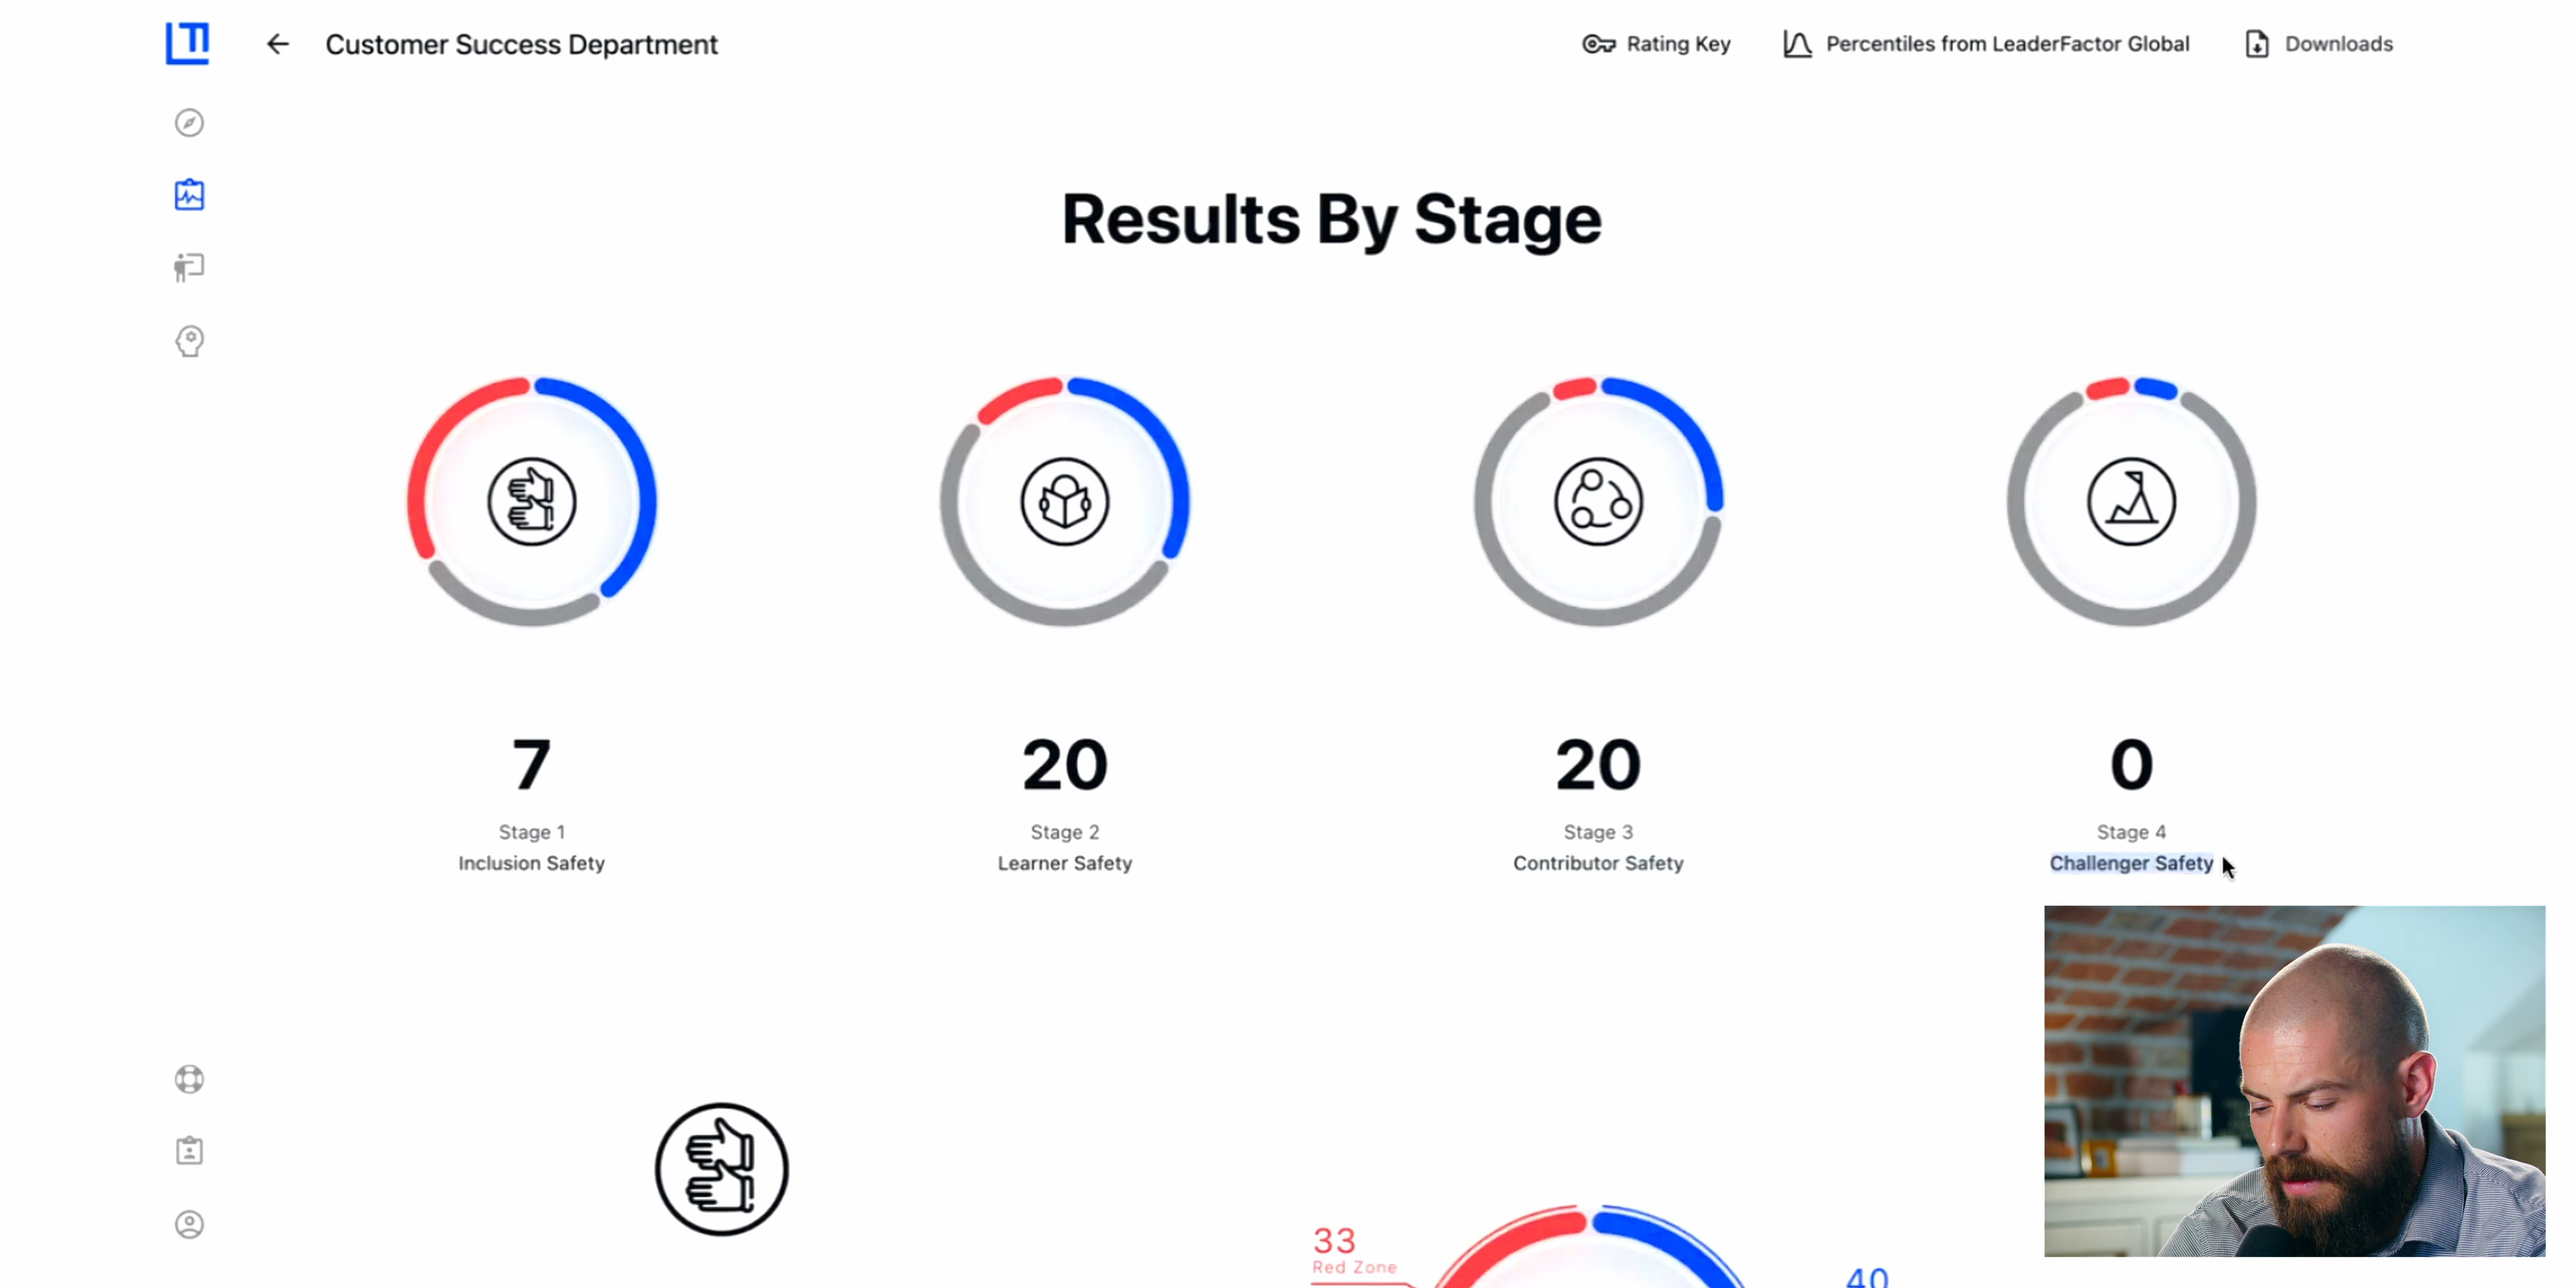 Customer Success Department
Rating Key
Percentiles from LeaderFactor Global
Downloads
Results By Stage
7
Stage 1
Inclusion Safety
20
Stage 2
Learner Safety
20
Stage 3
Contributor Safety
0
Stage 4
Challenger Safety
33
Red Zone
40